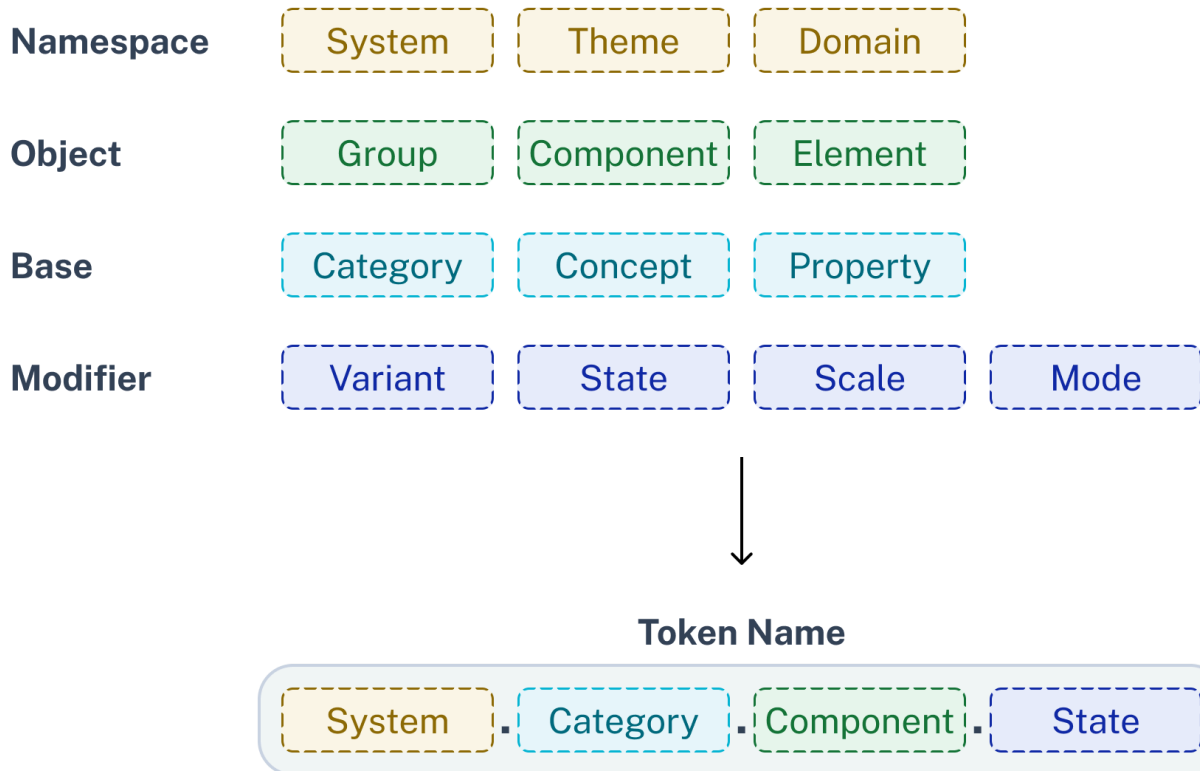 Namespace System Theme Domain
Object Group Component Element
Base Category Concept Property
Modifier Variant State Scale Mode
Token Name
System . Category . Component . State